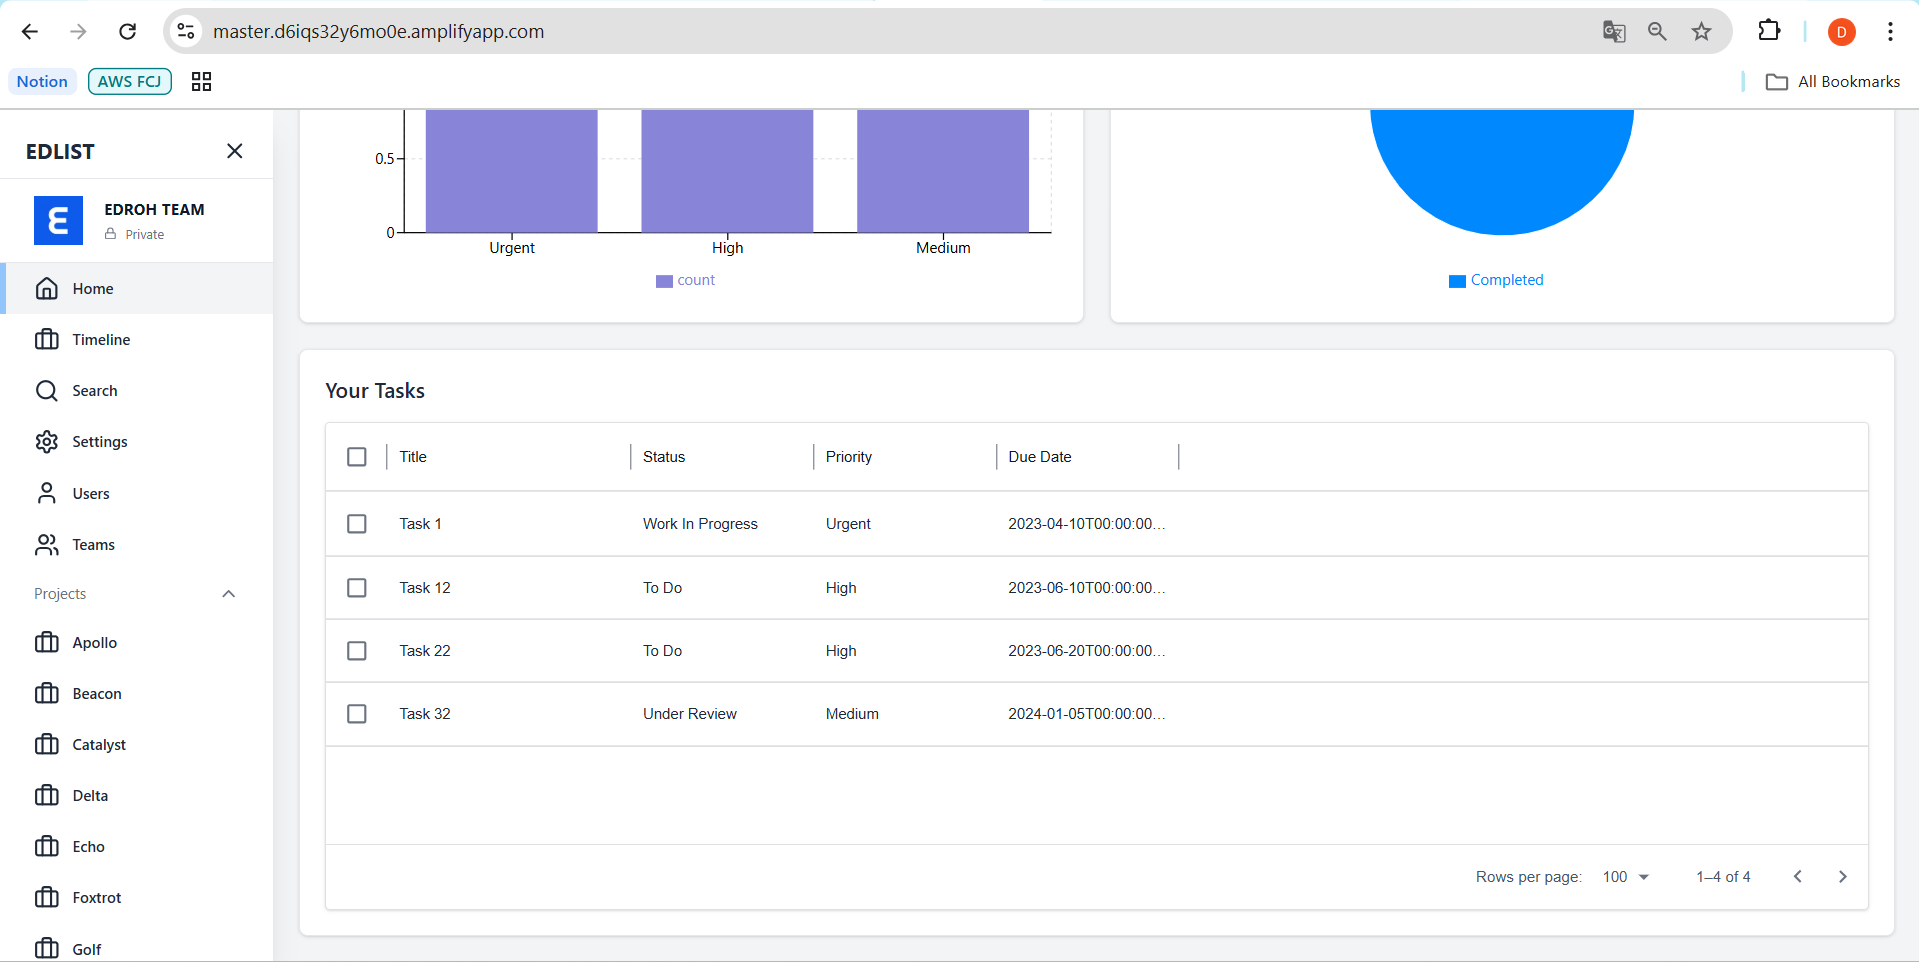 master.d6iqs32y6mo0e.amplifyapp.com
D
Notion
AWS FCJ
All Bookmarks
EDLIST
E
EDROH TEAM
Private
Home
Timeline
Search
Settings
Users
Teams
Projects
Apollo
Beacon
Catalyst
Delta
Echo
Foxtrot
Golf
0.5
0
Urgent High Medium
count
Completed
Your Tasks
Title Status Priority Due Date
Task 1 Work In Progress Urgent 2023-04-10T00:00:00...
Task 12 To Do High 2023-06-10T00:00:00...
Task 22 To Do High 2023-06-20T00:00:00...
Task 32 Under Review Medium 2024-01-05T00:00:00...
Rows per page: 100 1–4 of 4